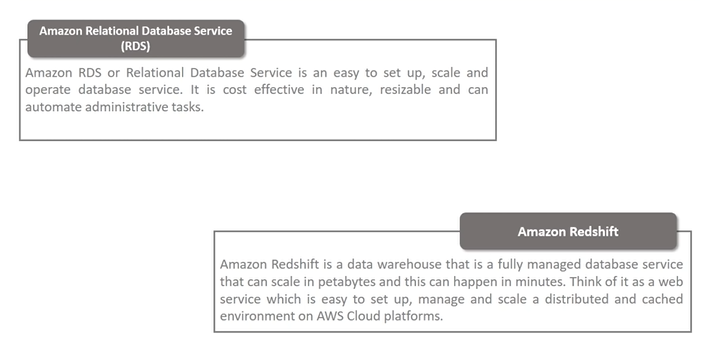 Amazon Relational Database Service
(RDS)
Amazon RDS or Relational Database Service is an easy to set up, scale and
operate database service. It is cost effective in nature, resizable and can
automate administrative tasks.
Amazon Redshift
Amazon Redshift is a data warehouse that is a fully managed database service
that can scale in petabytes and this can happen in minutes. Think of it as a web
service which is easy to set up, manage and scale a distributed and cached
environment on AWS Cloud platforms.